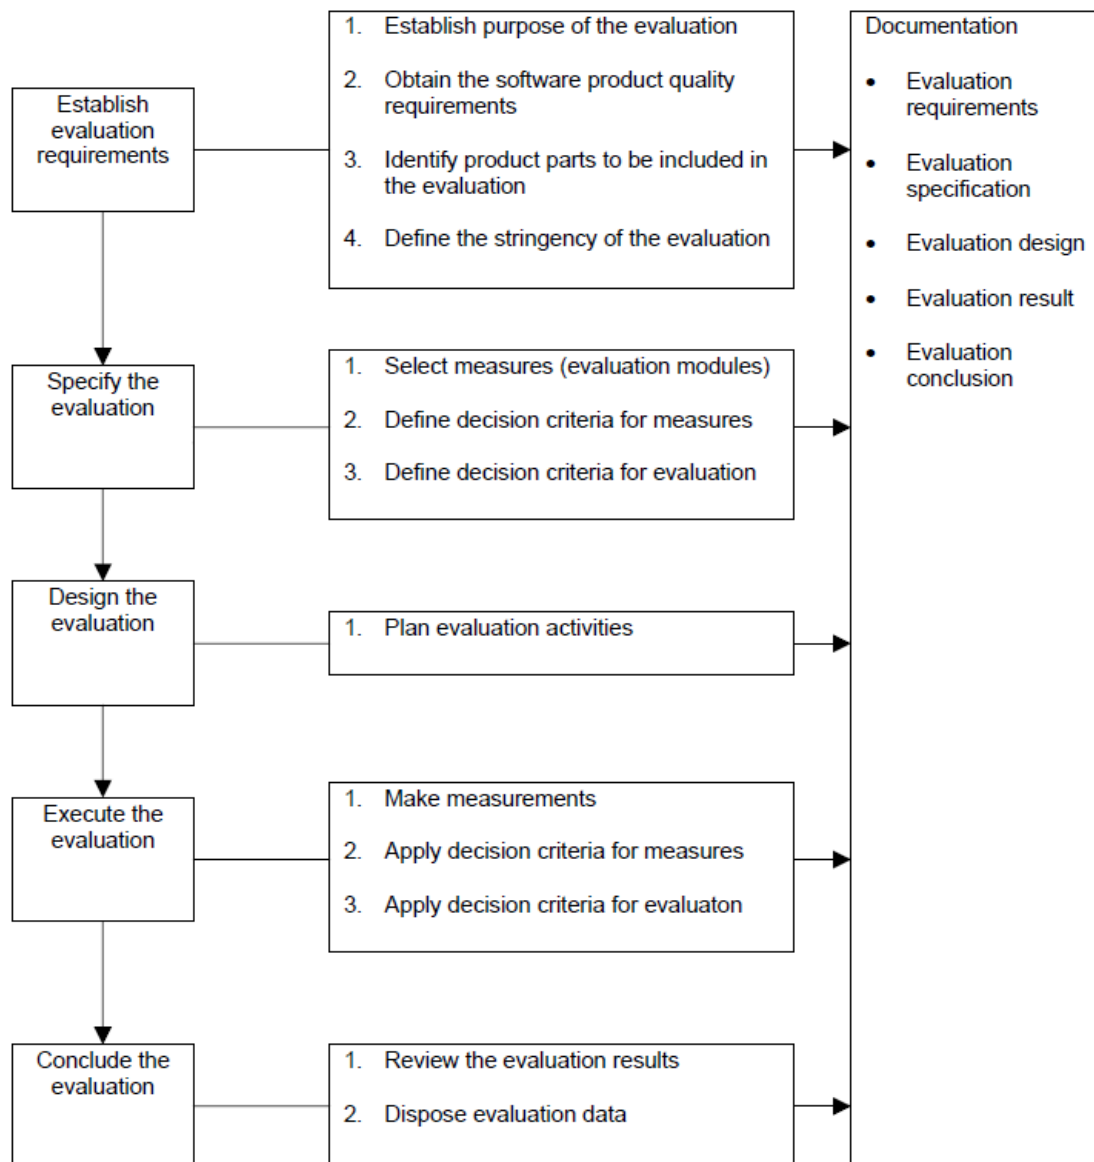 Establish
evaluation
requirements
1. Establish purpose of the evaluation
2. Obtain the software product quality
requirements
3. Identify product parts to be included in
the evaluation
4. Define the stringency of the evaluation
Documentation
• Evaluation
requirements
• Evaluation
specification
• Evaluation design
• Evaluation result
• Evaluation
conclusion
Specify the
evaluation
1. Select measures (evaluation modules)
2. Define decision criteria for measures
3. Define decision criteria for evaluation
Design the
evaluation
1. Plan evaluation activities
Execute the
evaluation
1. Make measurements
2. Apply decision criteria for measures
3. Apply decision criteria for evaluaton
Conclude the
evaluation
1. Review the evaluation results
2. Dispose evaluation data